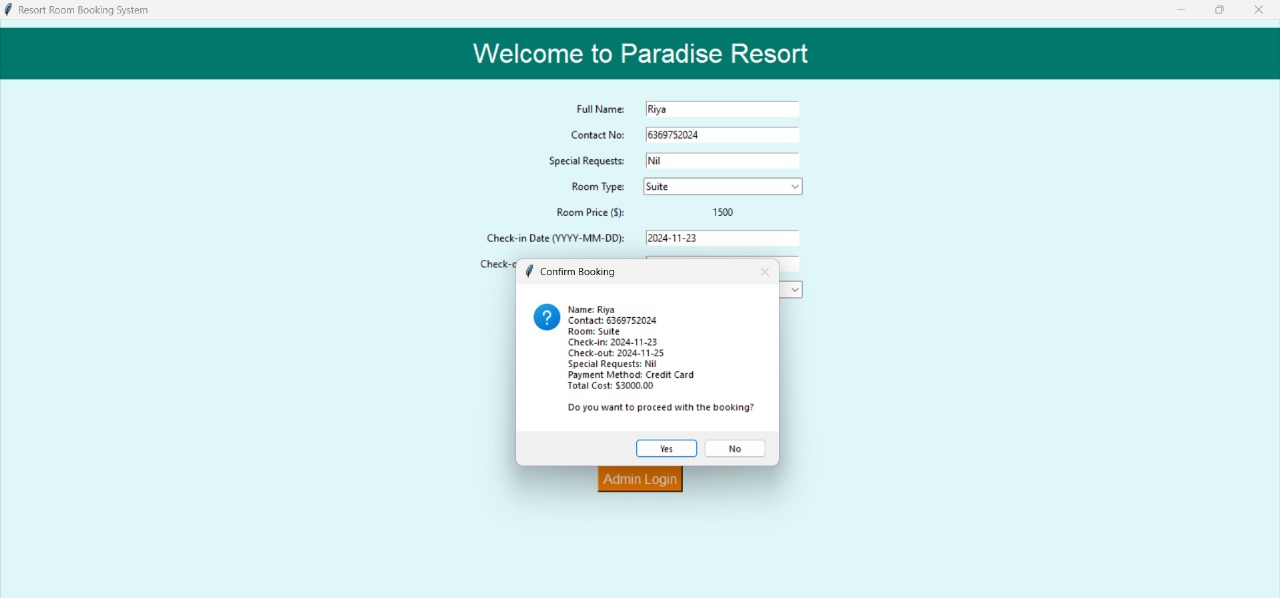 Resort Room Booking System
Welcome to Paradise Resort
Full Name: Riya
Contact No: 6369752024
Special Requests: Nil
Room Type: Suite
Room Price ($): 1500
Check-in Date (YYYY-MM-DD): 2024-11-23
Confirm Booking
?
Name: Riya
Contact: 6369752024
Room: Suite
Check-in: 2024-11-23
Check-out: 2024-11-25
Special Requests: Nil
Payment Method: Credit Card
Total Cost: $3000.00
Do you want to proceed with the booking?
Yes No
Admin Login